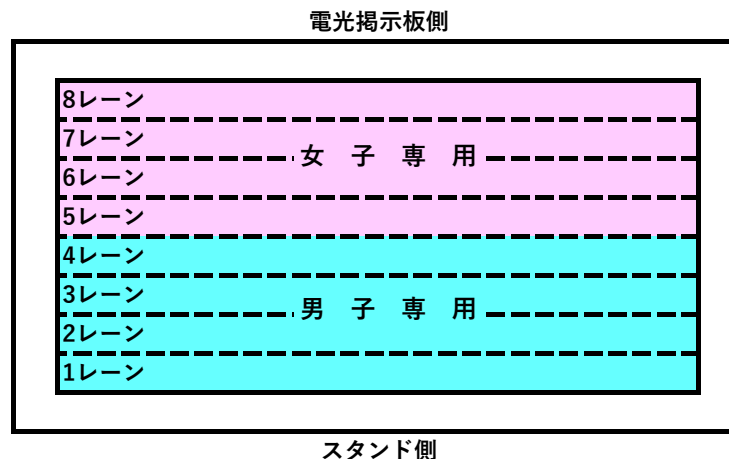 電光掲示板側
8レーン
7レーン
女 子 専 用
6レーン
5レーン
4レーン
3レーン
男 子 専 用
2レーン
1レーン
スタンド側